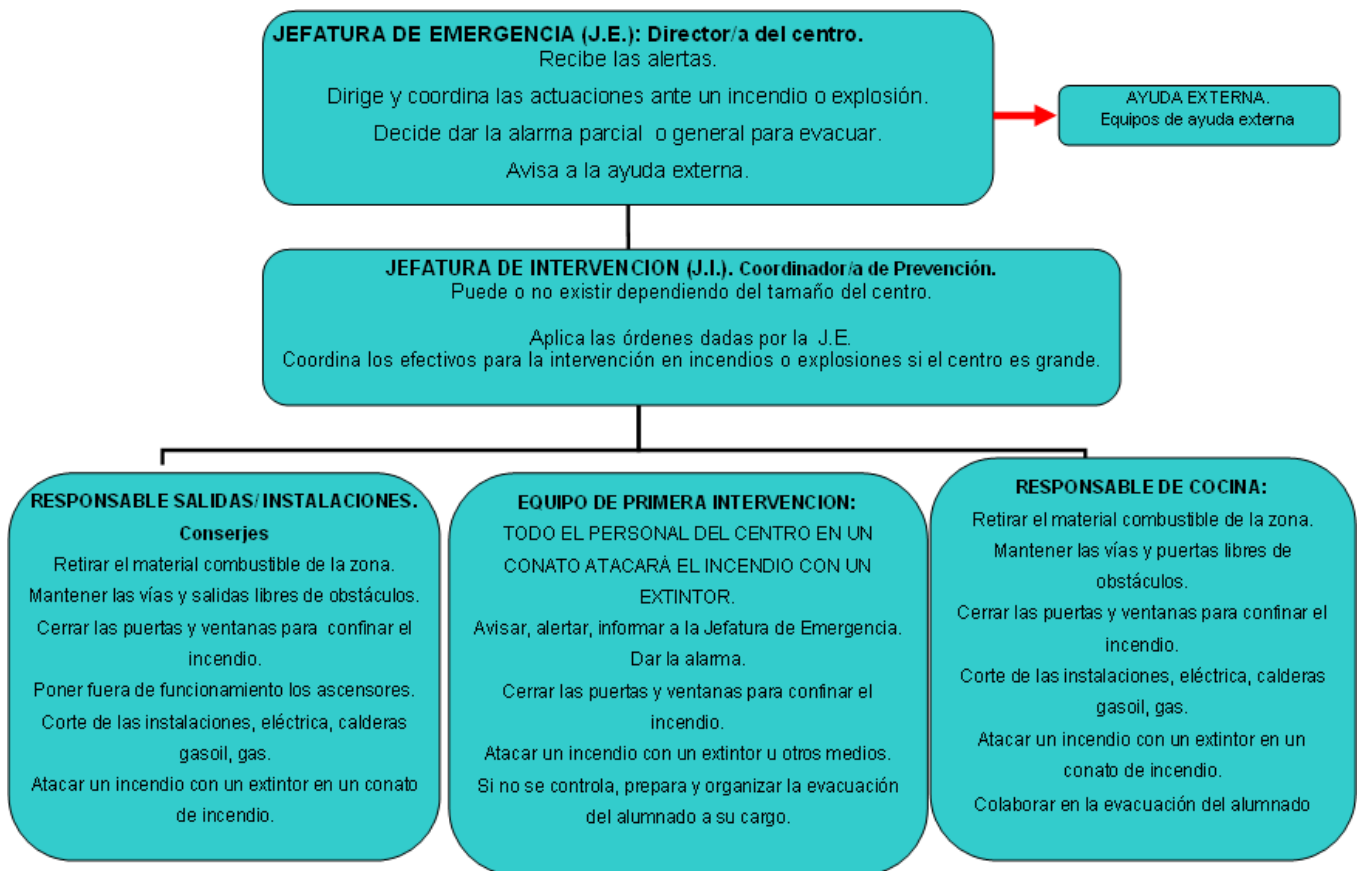 JEFATURA DE EMERGENCIA (J.E.): Director/a del centro.
Recibe las alertas.
Dirige y coordina las actuaciones ante un incendio o explosión.
Decide dar la alarma parcial o general para evacuar.
Avisa a la ayuda externa.
AYUDA EXTERNA.
Equipos de ayuda externa
JEFATURA DE INTERVENCION (J.I.). Coordinador/a de Prevención.
Puede o no existir dependiendo del tamaño del centro.
Aplica las órdenes dadas por la J.E.
Coordina los efectivos para la intervención en incendios o explosiones si el centro es grande.
RESPONSABLE SALIDAS/ INSTALACIONES.
Conserjes
Retirar el material combustible de la zona.
Mantener las vías y salidas libres de obstáculos.
Cerrar las puertas y ventanas para confinar el
incendio.
Poner fuera de funcionamiento los ascensores.
Corte de las instalaciones, eléctrica, calderas
gasoil, gas.
Atacar un incendio con un extintor en un conato
de incendio.
EQUIPO DE PRIMERA INTERVENCION:
TODO EL PERSONAL DEL CENTRO EN UN
CONATO ATACARÀ EL INCENDIO CON UN
EXTINTOR.
Avisar, alertar, informar a la Jefatura de Emergencia.
Dar la alarma.
Cerrar las puertas y ventanas para confinar el
incendio.
Atacar un incendio con un extintor u otros medios.
Si no se controla, prepara y organizar la evacuación
del alumnado a su cargo.
RESPONSABLE DE COCINA:
Retirar el material combustible de la zona.
Mantener las vías y puertas libres de
obstáculos.
Cerrar las puertas y ventanas para confinar el
incendio.
Corte de las instalaciones, eléctrica, calderas
gasoil, gas.
Atacar un incendio con un extintor en un
conato de incendio.
Colaborar en la evacuación del alumnado